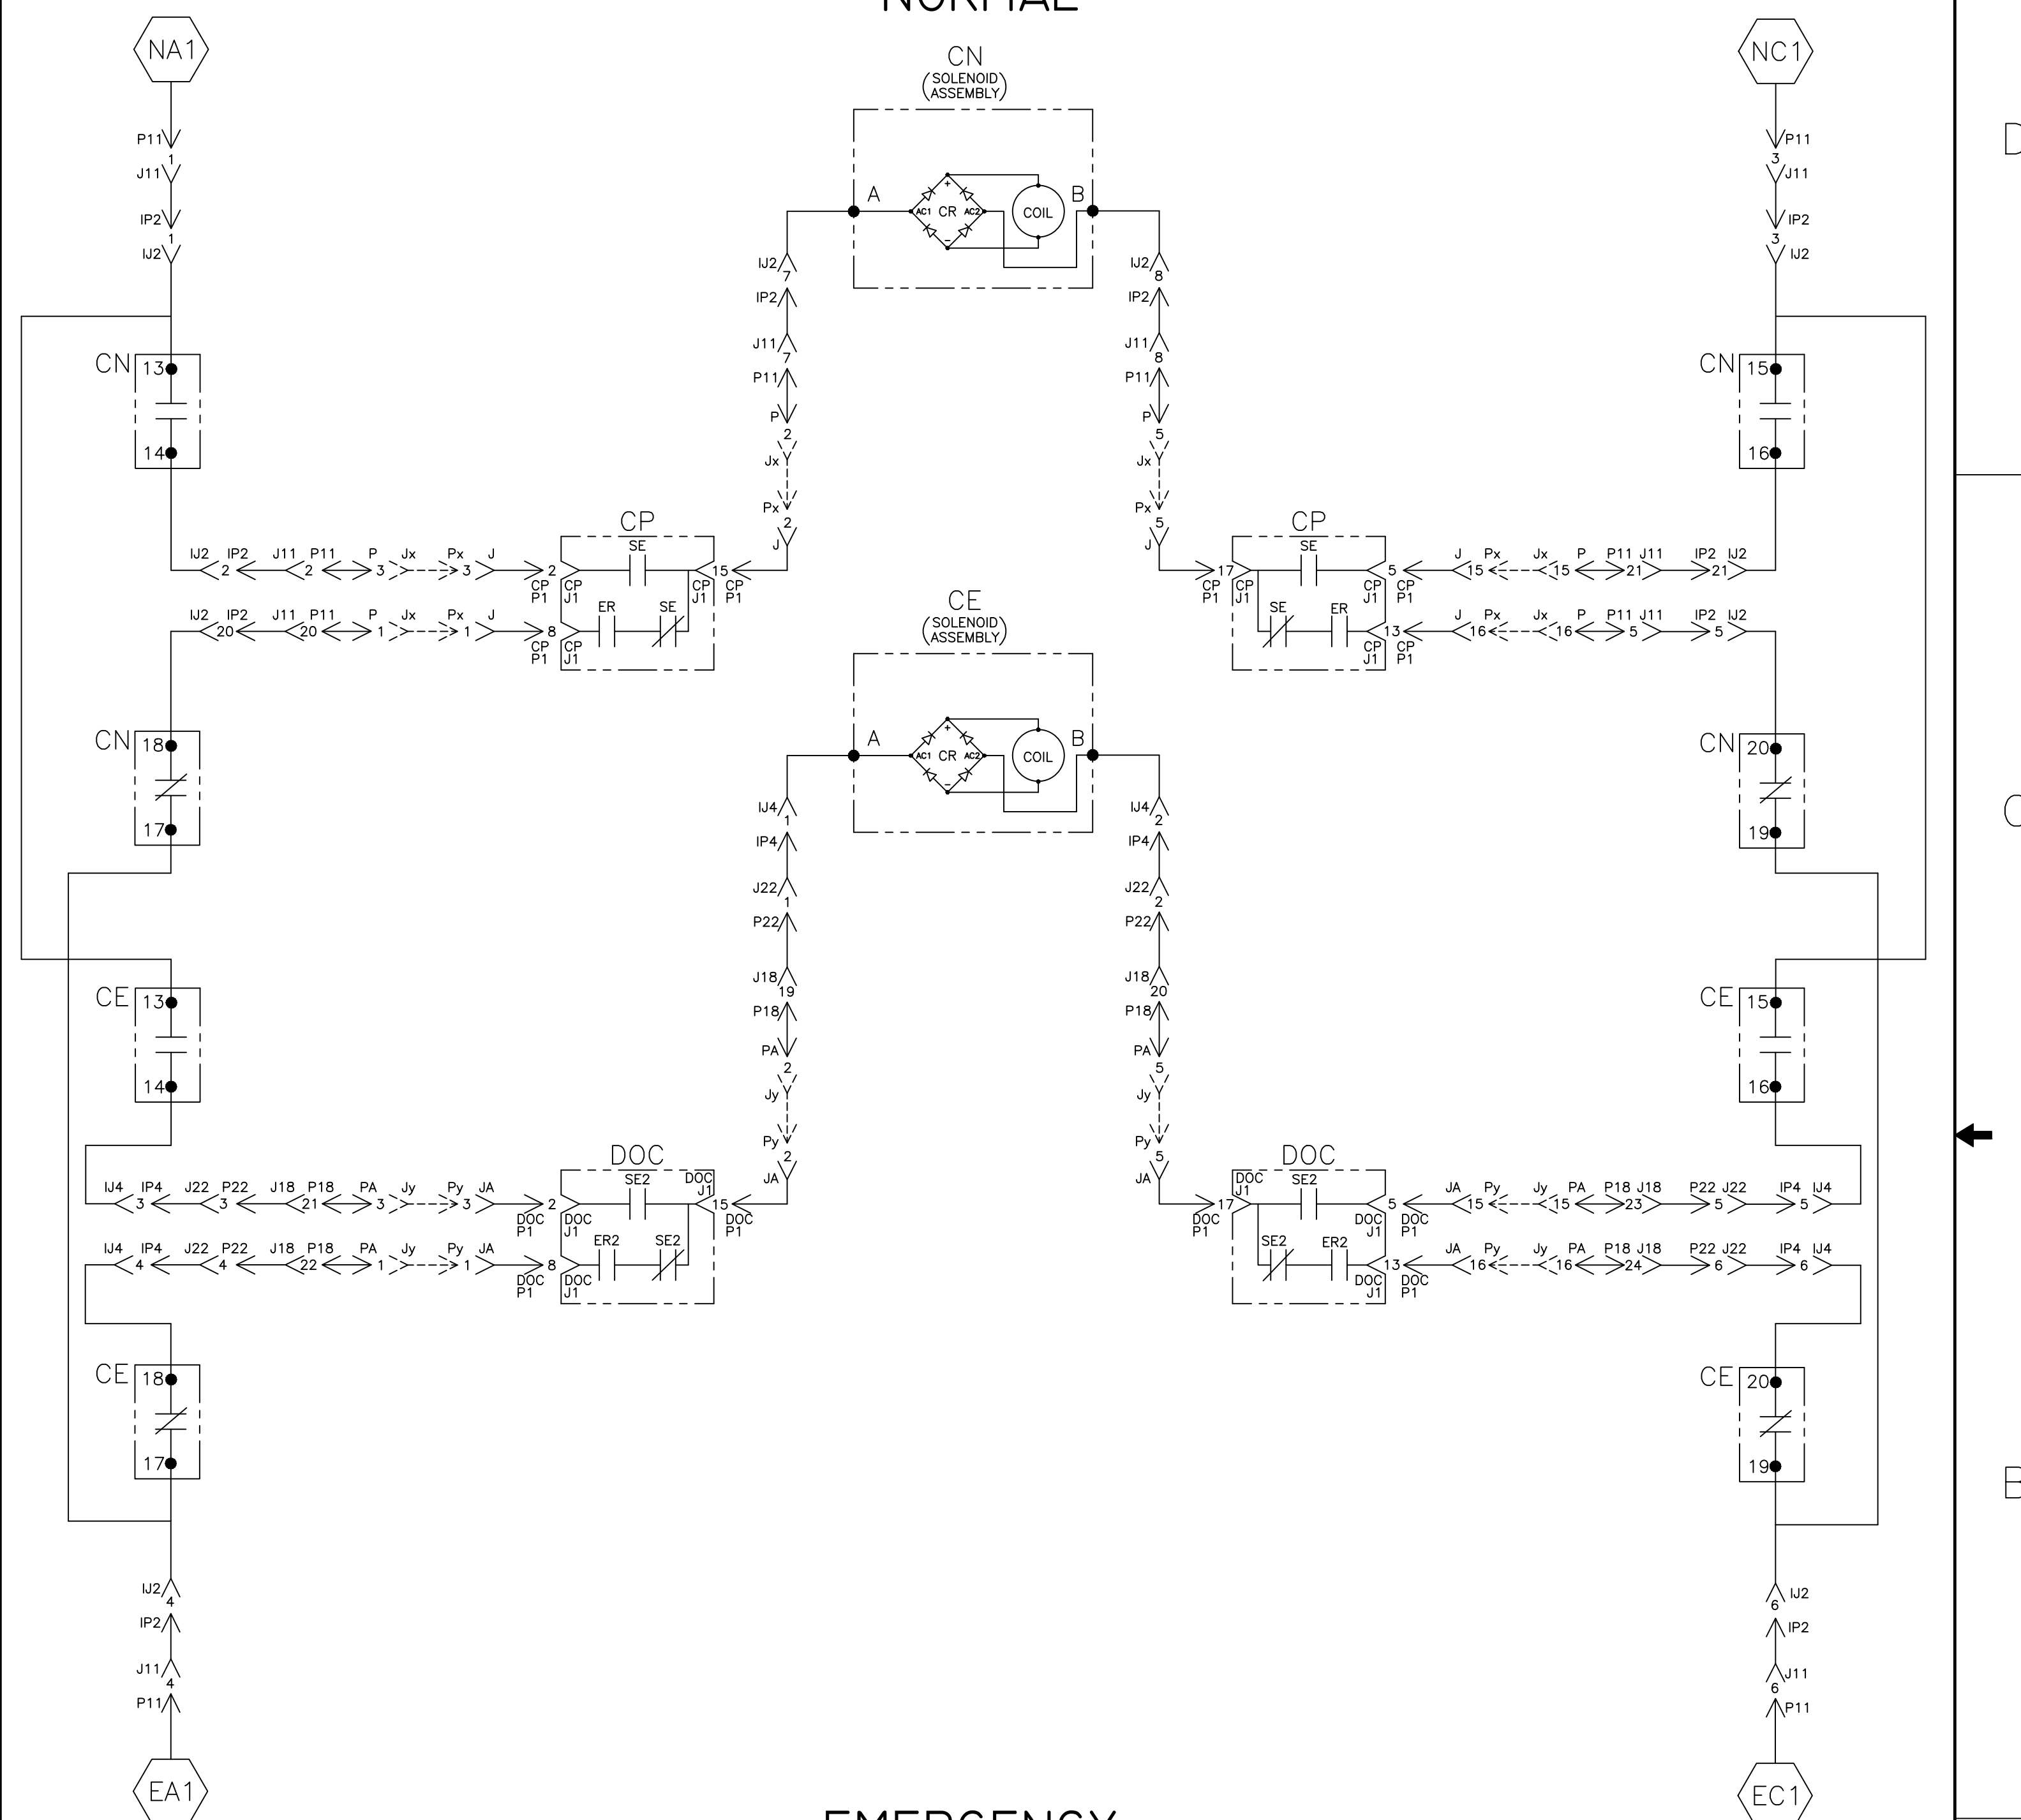 NORMAL
NA1
NC1
CN
(SOLENOID
ASSEMBLY)
P11
1
J11
IP2
1
IJ2
P11
3
J11
IP2
3
IJ2
A
AC1
+
CR
-
AC2
COIL
B
IJ2
7
IP2
J11
7
P11
P
2
Jx
Px
2
J
IJ2
8
IP2
J11
8
P11
P
5
Jx
Px
5
J
CN
13
14
CN
15
16
IJ2 IP2 J11 P11 P Jx Px J
2 2 3 3 2
CP
P1
CP
J1
CP
SE
15
CP
J1
CP
P1
IJ2 IP2 J11 P11 P Jx Px J
20 20 1 1 8
CP
P1
CP
J1
ER SE
CP
SE
17
CP
P1
CP
J1
5
CP
J1
CP
P1
J Px Jx P P11 J11 IP2 IJ2
15 15 21 21
SE ER
13
CP
J1
CP
P1
J Px Jx P P11 J11 IP2 IJ2
16 16 5 5
CE
(SOLENOID
ASSEMBLY)
CN
18
17
CN
20
19
A
AC1
+
CR
-
AC2
COIL
B
IJ4
1
IP4
J22
1
P22
J18
19
P18
PA
2
Jy
Py
2
JA
IJ4
2
IP4
J22
2
P22
J18
20
P18
PA
5
Jy
Py
5
JA
CE
13
14
CE
15
16
IJ4 IP4 J22 P22 J18 P18 PA Jy Py JA
3 3 21 3 3 2
DOC
P1
DOC
J1
DOC
SE2
DOC
J1
15
DOC
P1
IJ4 IP4 J22 P22 J18 P18 PA Jy Py JA
4 4 22 1 1 8
DOC
P1
DOC
J1
ER2 SE2
DOC
SE2
17
DOC
P1
DOC
J1
5
DOC
J1
DOC
P1
JA Py Jy PA P18 J18 P22 J22 IP4 IJ4
15 15 23 5 5
SE2 ER2
13
DOC
J1
DOC
P1
JA Py Jy PA P18 J18 P22 J22 IP4 IJ4
16 16 24 6 6
CE
18
17
CE
20
19
IJ2
4
IP2
J11
4
P11
IJ2
6
IP2
J11
6
P11
EA1
EC1
EMERGENCY